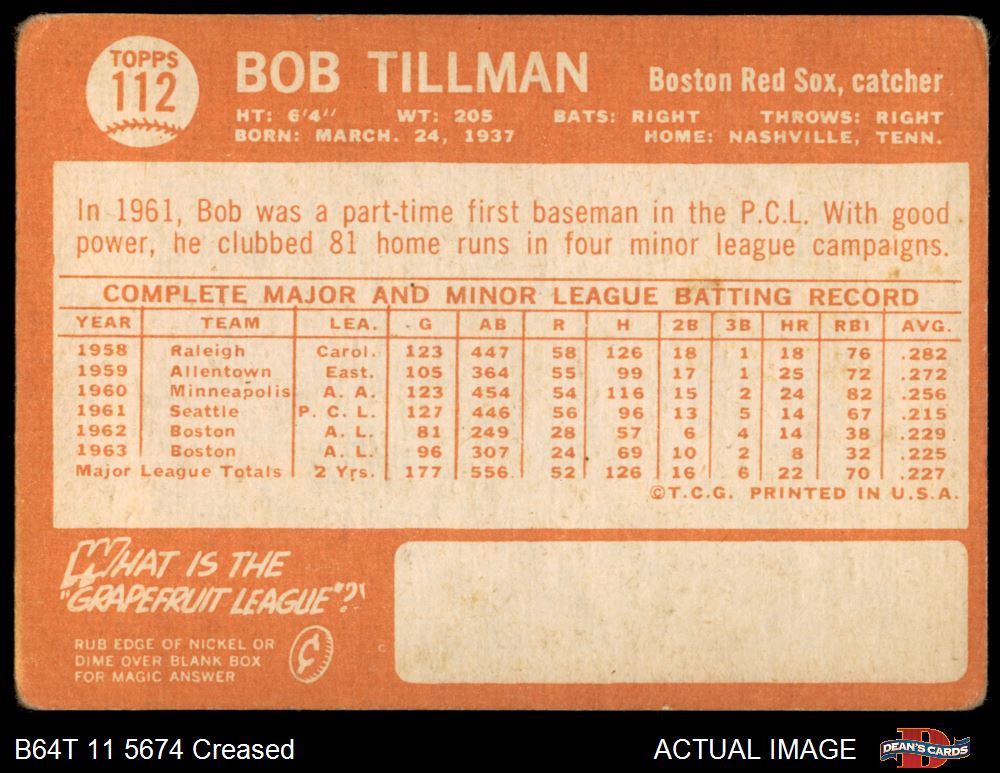 TOPPS
112
BOB TILLMAN Boston Red Sox, catcher
HT: 6'4'' WT: 205 BATS: RIGHT THROWS: RIGHT
BORN: MARCH. 24, 1937 HOME: NASHVILLE, TENN.
In 1961, Bob was a part-time first baseman in the P.C.L. With good
power, he clubbed 81 home runs in four minor league campaigns.
COMPLETE MAJOR AND MINOR LEAGUE BATTING RECORD
YEAR TEAM LEA. G AB R H 2B 3B HR RBI AVG.
1958 Raleigh Carol. 123 447 58 126 18 1 18 76 .282
1959 Allentown East. 105 364 55 99 17 1 25 72 .272
1960 Minneapolis A. A. 123 454 54 116 15 2 24 82 .256
1961 Seattle P. C. L. 127 446 56 96 13 5 14 67 .215
1962 Boston A. L. 81 249 28 57 6 4 14 38 .229
1963 Boston A. L. 96 307 24 69 10 2 8 32 .225
Major League Totals 2 Yrs. 177 556 52 126 16 6 22 70 .227
©T.C.G. PRINTED IN U.S.A.
WHAT IS THE
"GRAPEFRUIT LEAGUE"?
RUB EDGE OF NICKEL OR
DIME OVER BLANK BOX
FOR MAGIC ANSWER
¢
C
B64T 11 5674 Creased
ACTUAL IMAGE
D
DEAN'S CARDS